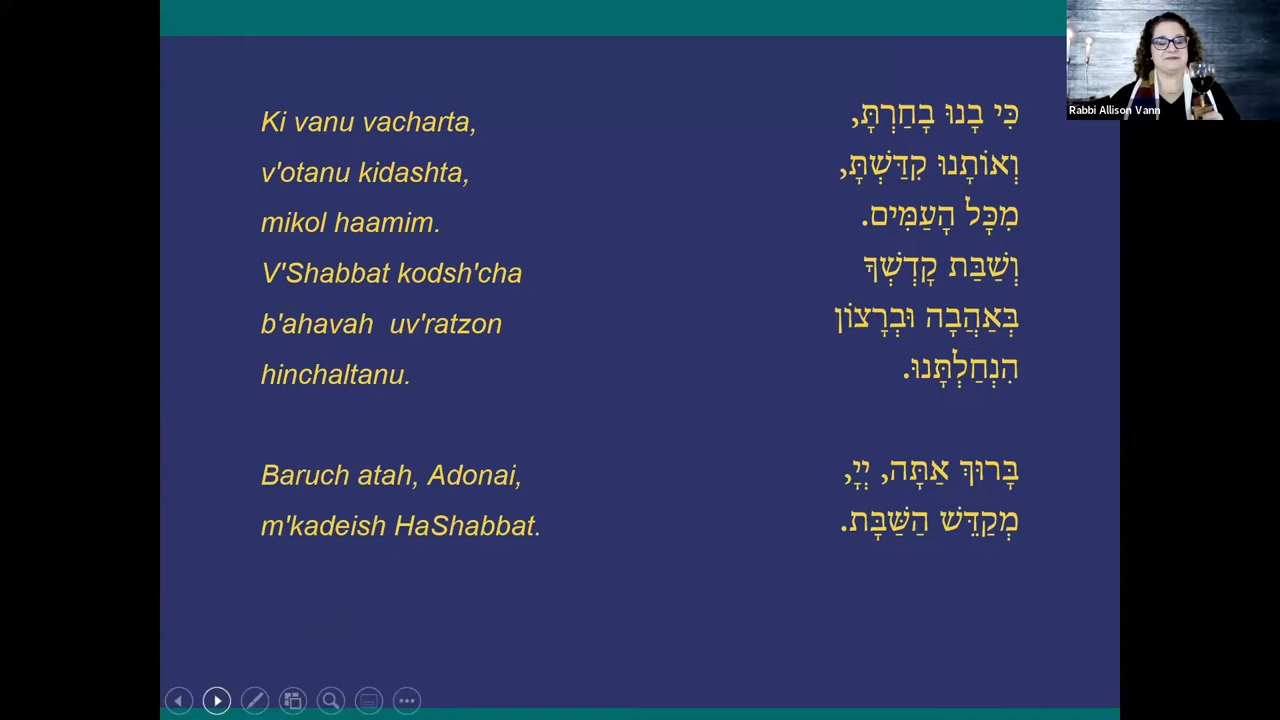 Ki vanu vacharta,
v'otanu kidashta,
mikol haamim.
V'Shabbat kodsh'cha
b'ahavah uv'ratzon
hinchaltanu.
Baruch atah, Adonai,
m'kadeish HaShabbat.
כִּי בָנוּ בָחַרְתָּ,
וְאוֹתָנוּ קִדַּשְׁתָּ,
מִכָּל הָעַמִּים.
וְשַׁבַּת קָדְשְׁךָ
בְּאַהֲבָה וּבְרָצוֹן
הִנְחַלְתָּנוּ.
בָּרוּךְ אַתָּה, יְיָ,
מְקַדֵּשׁ הַשַּׁבָּת.
Rabbi Allison Vann